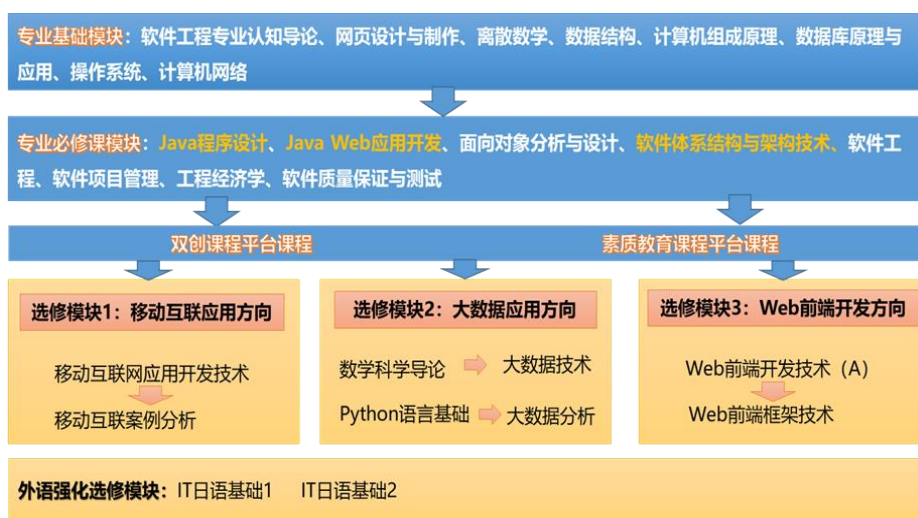 专业基础模块：软件工程专业认知导论、网页设计与制作、离散数学、数据结构、计算机组成原理、数据库原理与
应用、操作系统、计算机网络
专业必修课模块：Java程序设计、Java Web应用开发、面向对象分析与设计、软件体系结构与架构技术、软件工
程、软件项目管理、工程经济学、软件质量保证与测试
双创课程平台课程
素质教育课程平台课程
选修模块1：移动互联应用方向
移动互联网应用开发技术
移动互联案例分析
选修模块2：大数据应用方向
数学科学导论
大数据技术
Python语言基础
大数据分析
选修模块3：Web前端开发方向
Web前端开发技术（A）
Web前端框架技术
外语强化选修模块：IT日语基础1 IT日语基础2